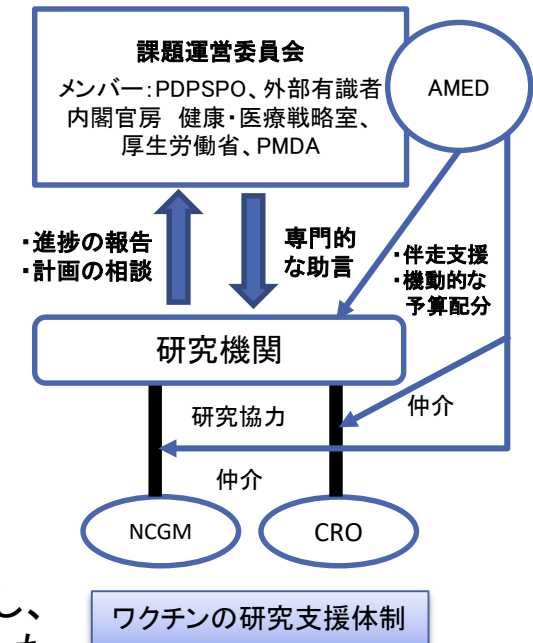 課題運営委員会
メンバー：PDPSPO、外部有識者
内閣官房 健康・医療戦略室、
厚生労働省、PMDA
AMED
・進捗の報告
・計画の相談
専門的
な助言
・伴走支援
・機動的な
予算配分
研究機関
研究協力
仲介
仲介
NCGM
CRO
し、
ワクチンの研究支援体制